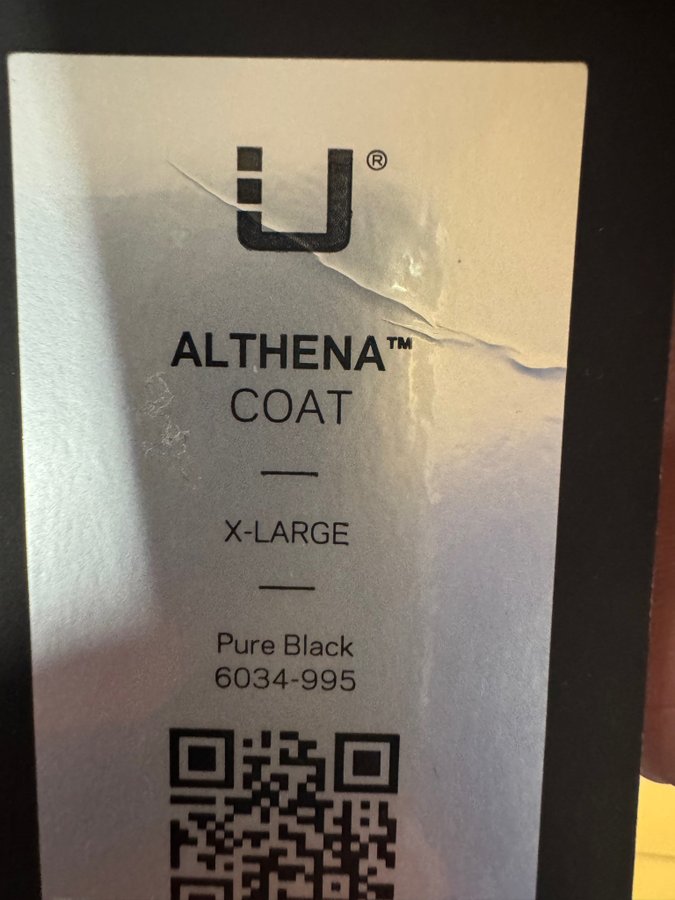 U®
ALTHENA™
COAT
X-LARGE
Pure Black
6034-995